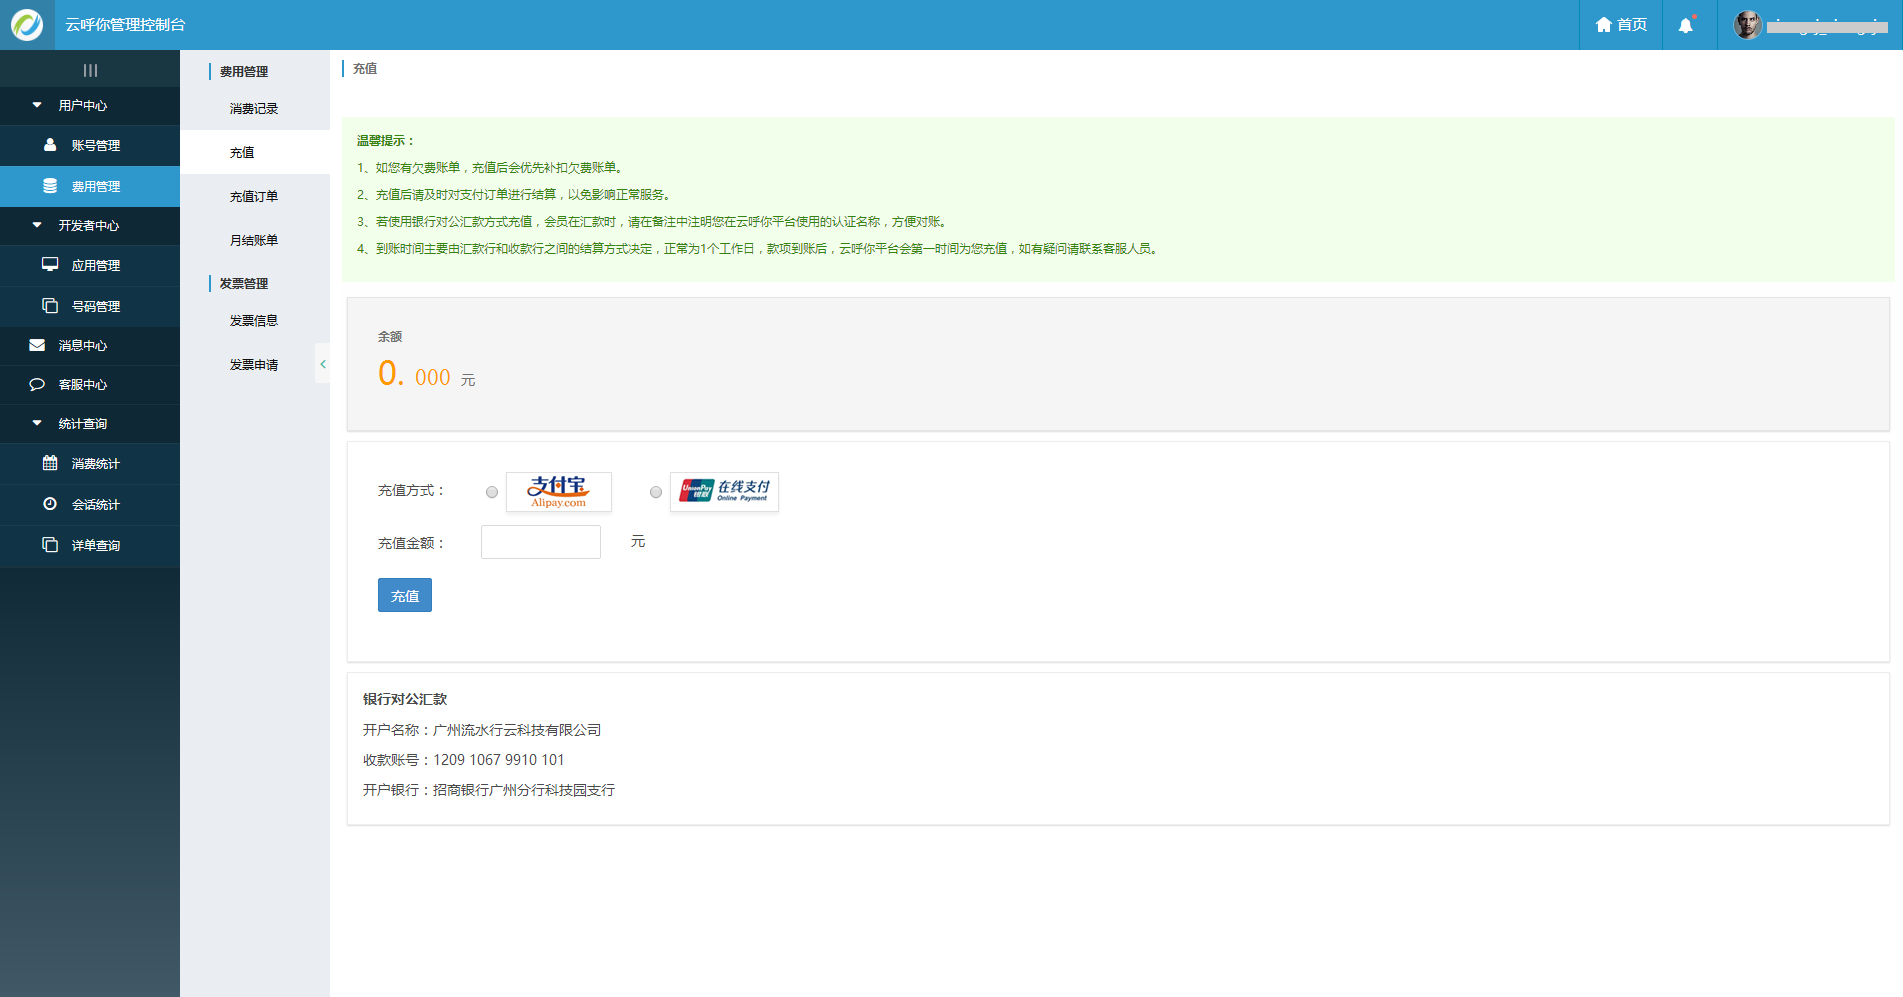 云呼你管理控制台
首页
用户中心
账号管理
费用管理
开发者中心
应用管理
号码管理
消息中心
客服中心
统计查询
消费统计
会话统计
详单查询
费用管理
消费记录
充值
充值订单
月结账单
发票管理
发票信息
发票申请
充值
温馨提示：
1、如您有欠费账单，充值后会优先补扣欠费账单。
2、充值后请及时对支付订单进行结算，以免影响正常服务。
3、若使用银行对公汇款方式充值，会员在汇款时，请在备注中注明您在云呼你平台使用的认证名称，方便对账。
4、到账时间主要由汇款行和收款行之间的结算方式决定，正常为1个工作日，款项到账后，云呼你平台会第一时间为您充值，如有疑问请联系客服人员。
余额
0. 000 元
充值方式：
支付宝
Alipay.com
UnionPay
银联
在线支付
Online Payment
充值金额：
元
充值
银行对公汇款
开户名称：广州流水行云科技有限公司
收款账号：1209 1067 9910 101
开户银行：招商银行广州分行科技园支行